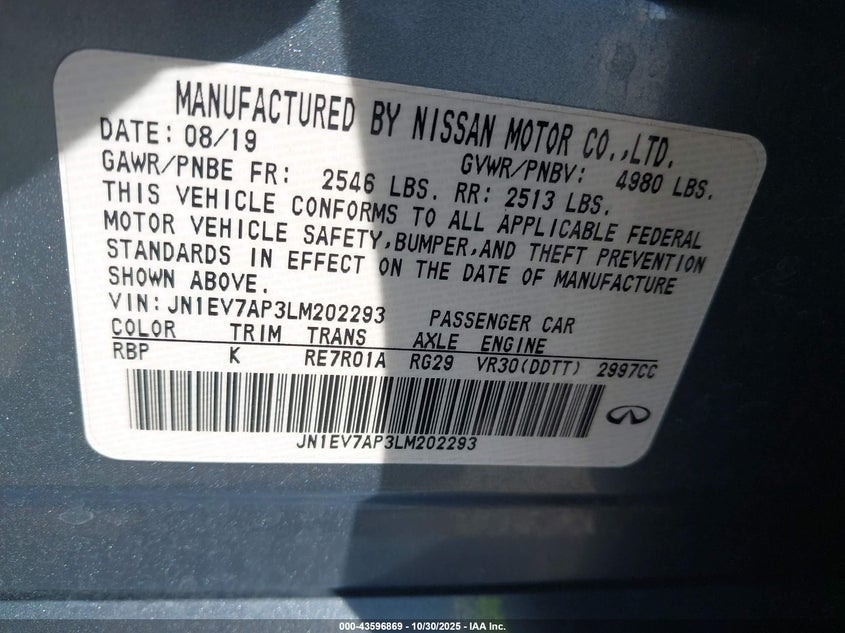 MANUFACTURED BY NISSAN MOTOR CO.,LTD.
DATE: 08/19 GVWR/PNBV: 4980 LBS.
GAWR/PNBE FR: 2546 LBS. RR: 2513 LBS.
THIS VEHICLE CONFORMS TO ALL APPLICABLE FEDERAL
MOTOR VEHICLE SAFETY,BUMPER,AND THEFT PREVENTION
STANDARDS IN EFFECT ON THE DATE OF MANUFACTURE
SHOWN ABOVE.
VIN:JN1EV7AP3LM202293 PASSENGER CAR
COLOR TRIM TRANS AXLE ENGINE
RBP K RE7R01A RG29 VR30(DDTT) 2997CC
JN1EV7AP3LM202293
000-43596869 - 10/30/2025 - IAA Inc.